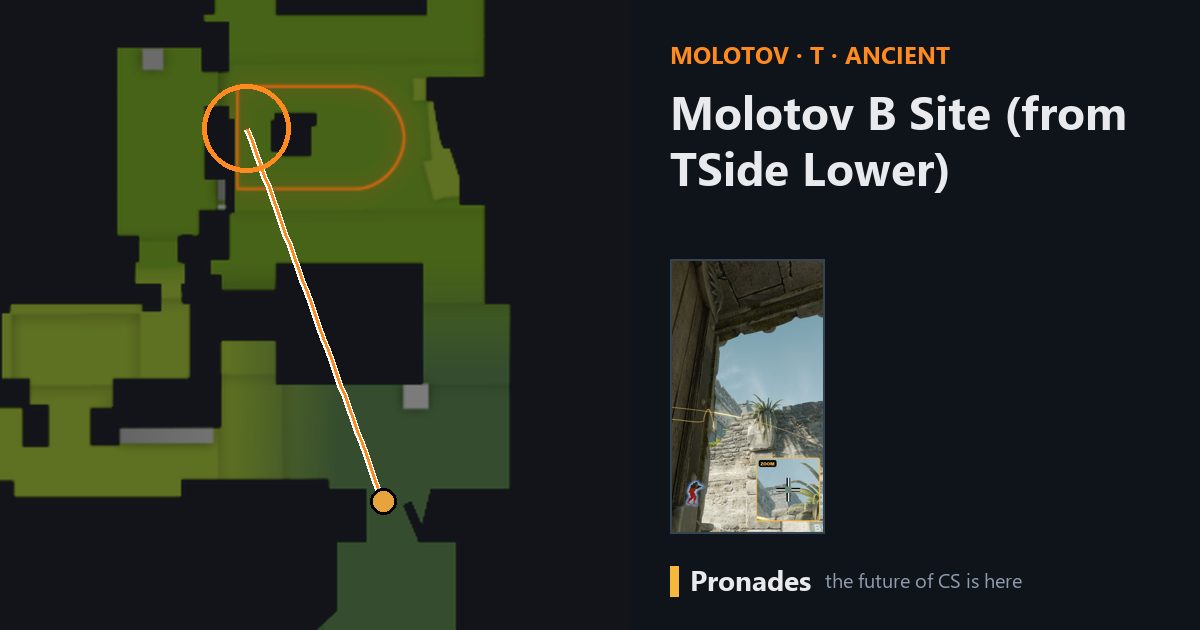 MOLOTOV · T · ANCIENT
Molotov B Site (from
TSide Lower)
ZOOM
B
Pronades the future of CS is here